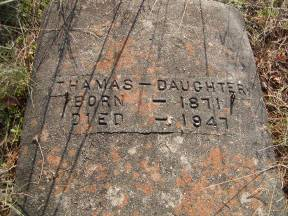 THAMAS - DAUGHTER
BORN - 1871
DIED - 1947